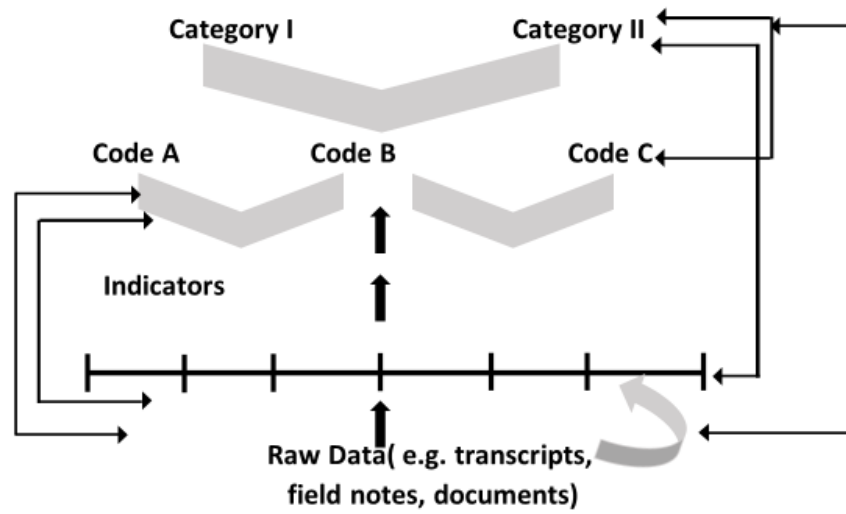 Category I
Category II
Code A
Code B
Code C
Indicators
Raw Data( e.g. transcripts,
field notes, documents)